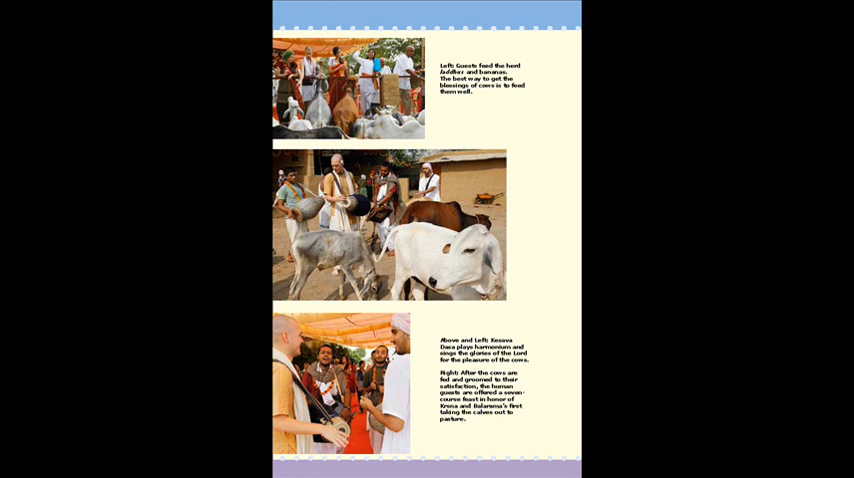 Left: Guests feed the herd
laddhus and bananas.
The best way to get the
blessings of cows is to feed
them well.
Above and Left: Kesava
Dasa plays harmonium and
sings the glories of the Lord
for the pleasure of the cows.
Right: After the cows are
fed and groomed to their
satisfaction, the human
guests are offered a seven-
course feast in honor of
Krsna and Balarama's first
taking the calves out to
pasture.